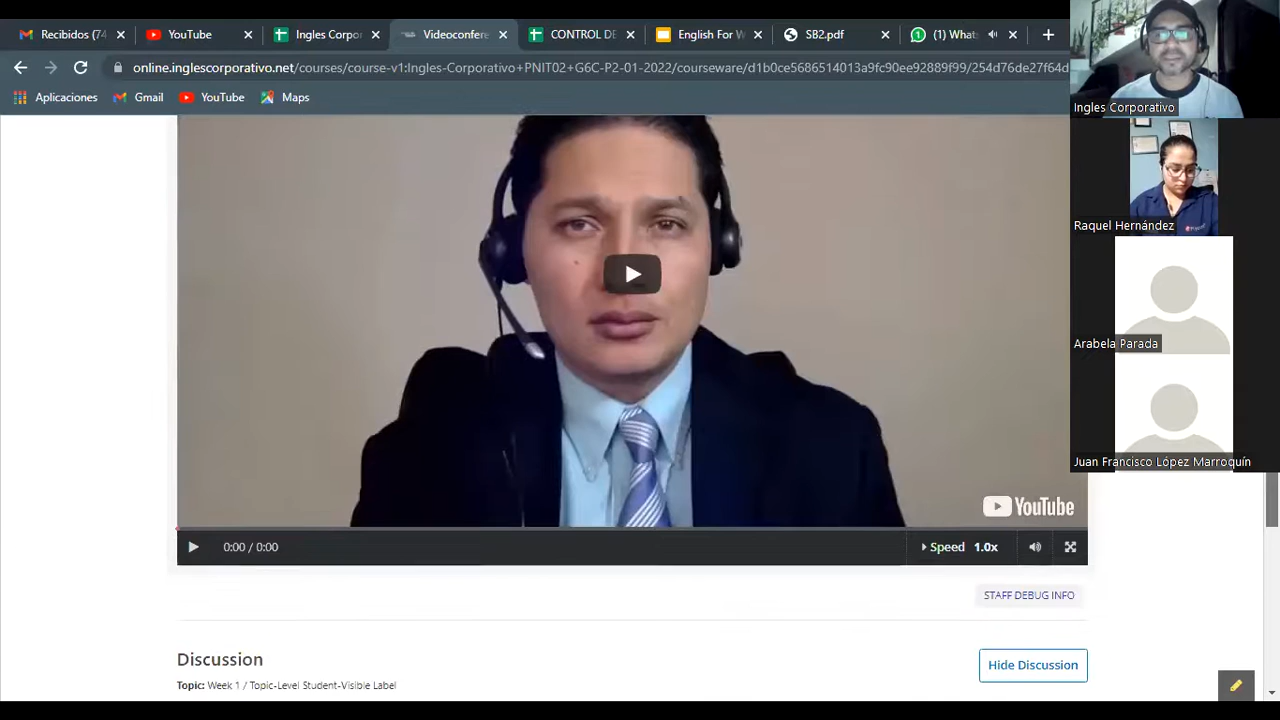 Recibidos (74
YouTube
Ingles Corpor
Videoconfere
CONTROL DE
English For W
SB2.pdf
(1) Whats
online.inglescorporativo.net/courses/course-v1:Ingles-Corporativo+PNIT02+G6C-P2-01-2022/courseware/d1b0ce5686514013a9fc90ee92889f99/254d76de27f64d
Aplicaciones
Gmail
YouTube
Maps
Ingles Corporativo
Raquel Hernández
Arabela Parada
Juan Francisco López Marroquín
YouTube
0:00 / 0:00
Speed 1.0x
STAFF DEBUG INFO
Discussion
Hide Discussion
Topic: Week 1 / Topic-Level Student-Visible Label